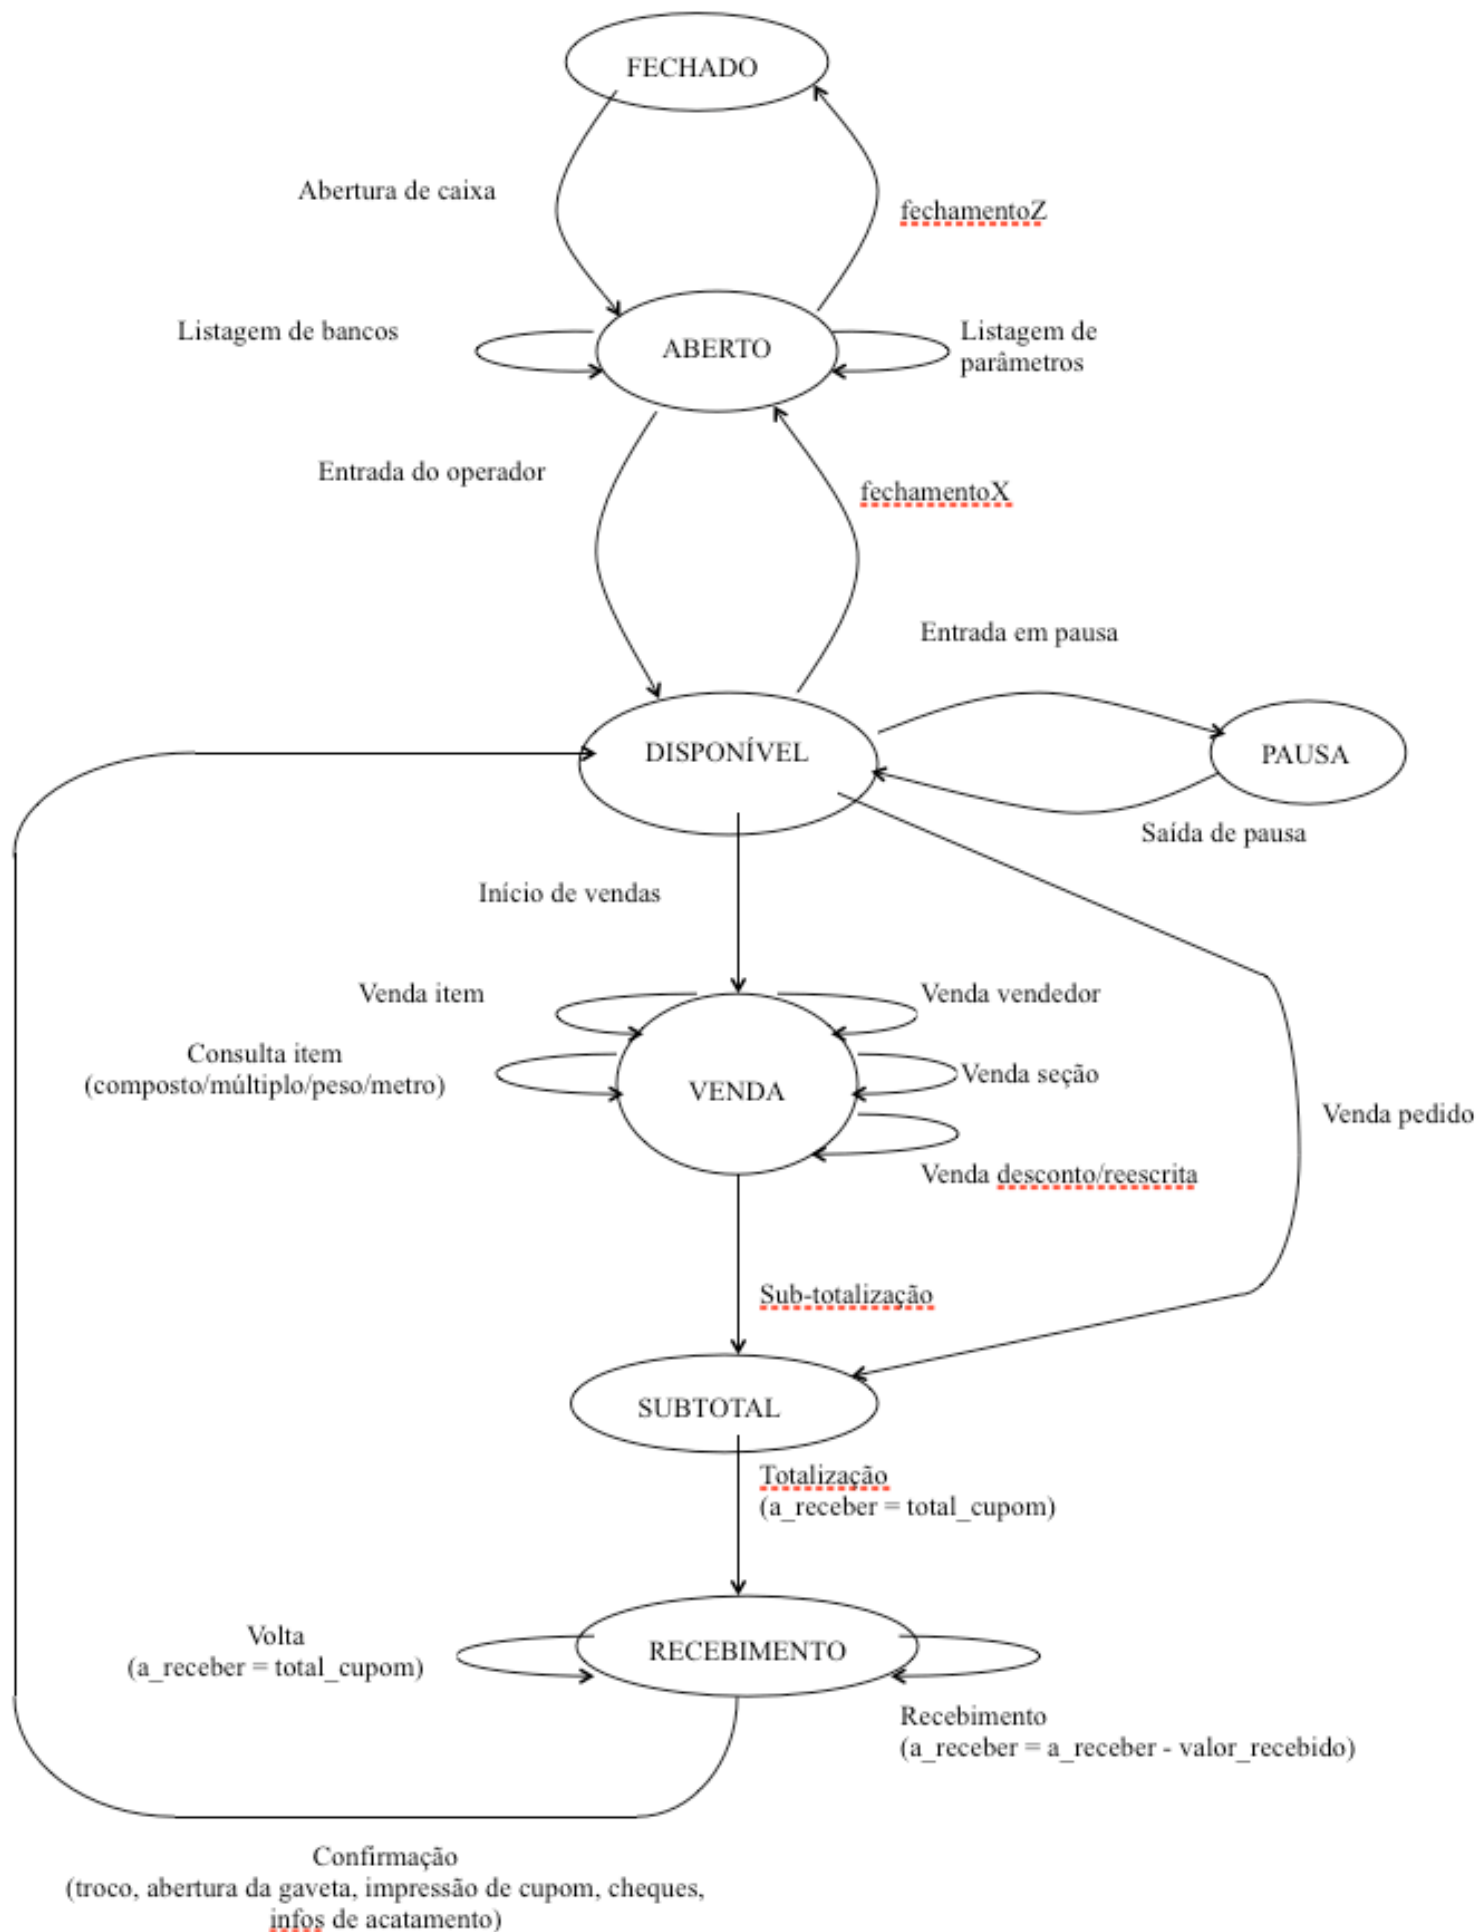 FECHADO
Abertura de caixa
fechamentoZ
Listagem de bancos
ABERTO
Listagem de
parâmetros
Entrada do operador
fechamentoX
Entrada em pausa
DISPONÍVEL
PAUSA
Saída de pausa
Início de vendas
Venda item
Venda vendedor
Consulta item
(composto/múltiplo/peso/metro)
VENDA
Venda seção
Venda pedido
Venda desconto/reescrita
Sub-totalização
SUBTOTAL
Totalização
(a_receber = total_cupom)
Volta
(a_receber = total_cupom)
RECEBIMENTO
Recebimento
(a_receber = a_receber - valor_recebido)
Confirmação
(troco, abertura da gaveta, impressão de cupom, cheques,
infos de acatamento)